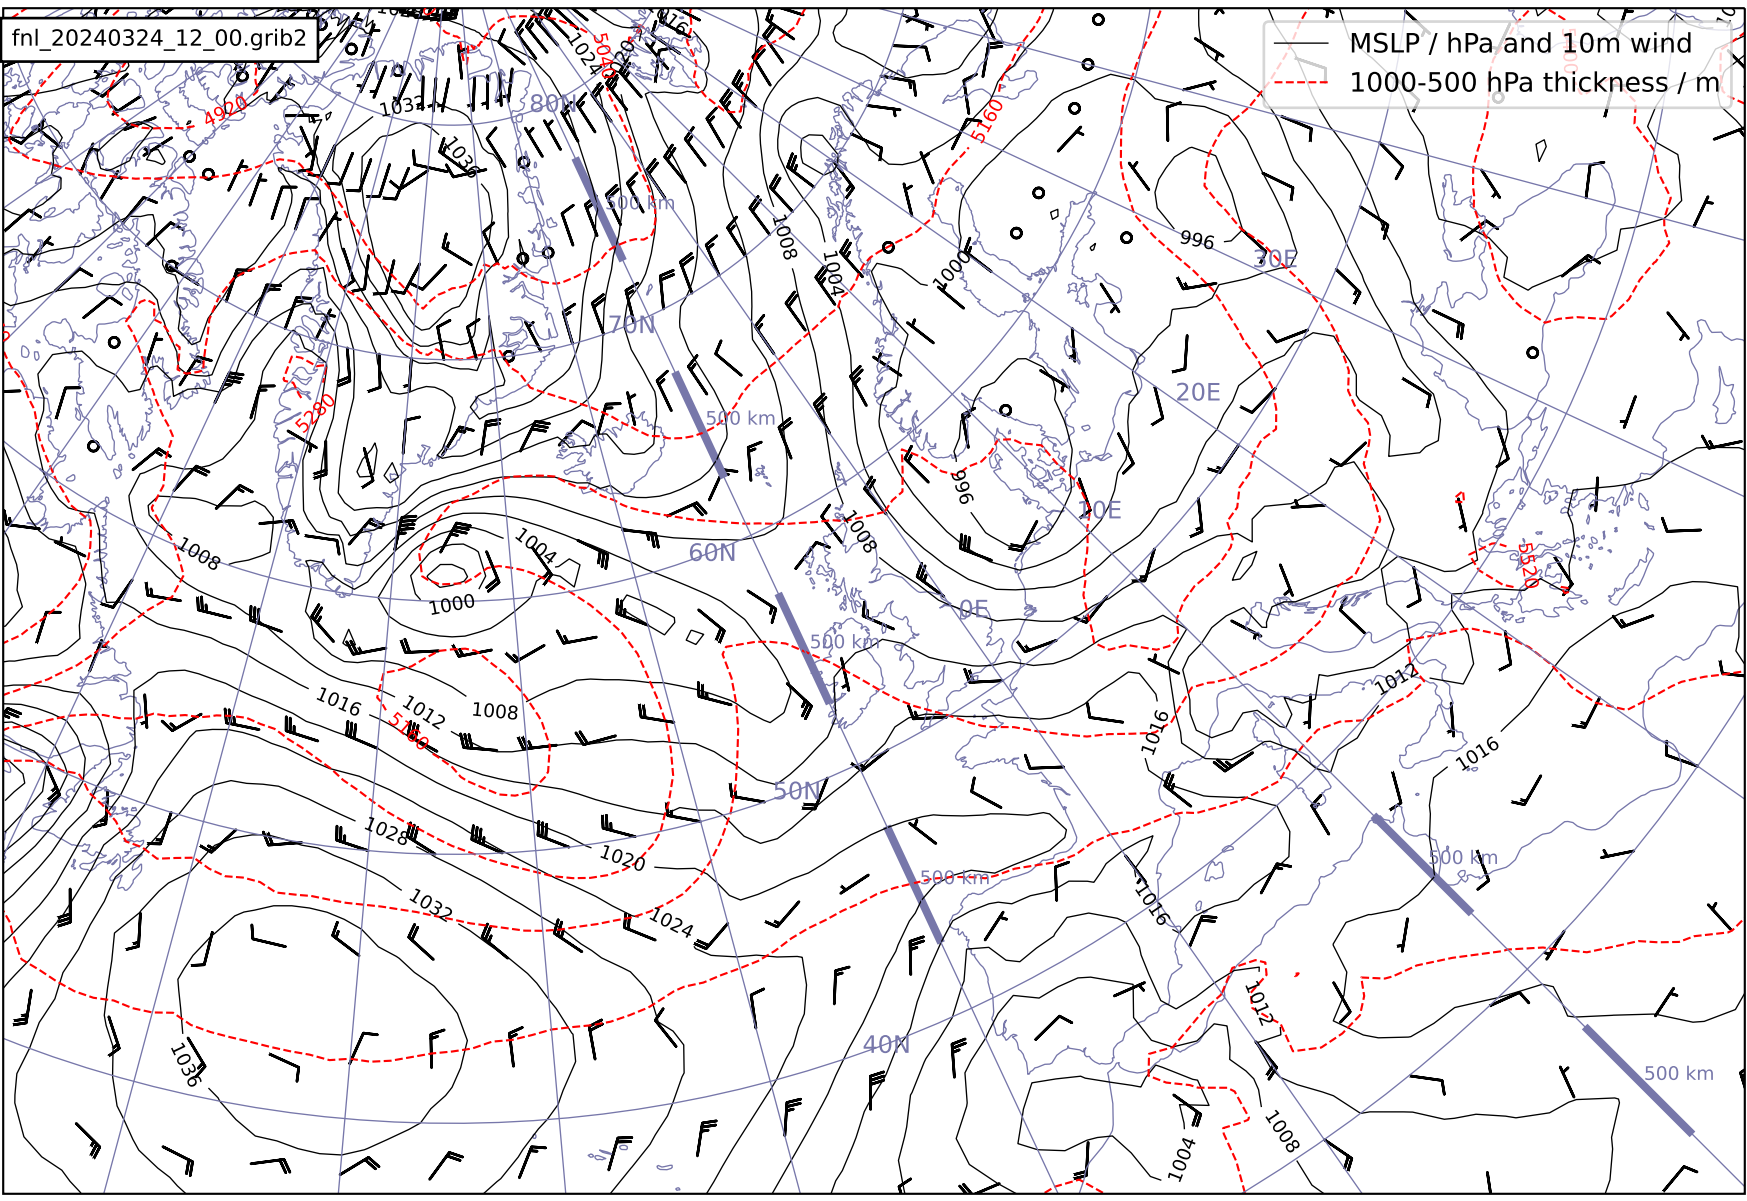 fnl_20240324_12_00.grib2
MSLP / hPa and 10m wind
1000-500 hPa thickness / m
1024
5040
1020
4920
1032
80N
1036
5160
500 km
1008
1004
1000
996
30E
70N
20E
5280
500 km
996
10E
1008
1004
1008
60N
5520
1000
0E
500 km
1012
1016
1012
1008
5160
1016
1016
50N
1028
1020
500 km
500 km
1032
1024
1016
1012
40N
1036
500 km
1008
1004